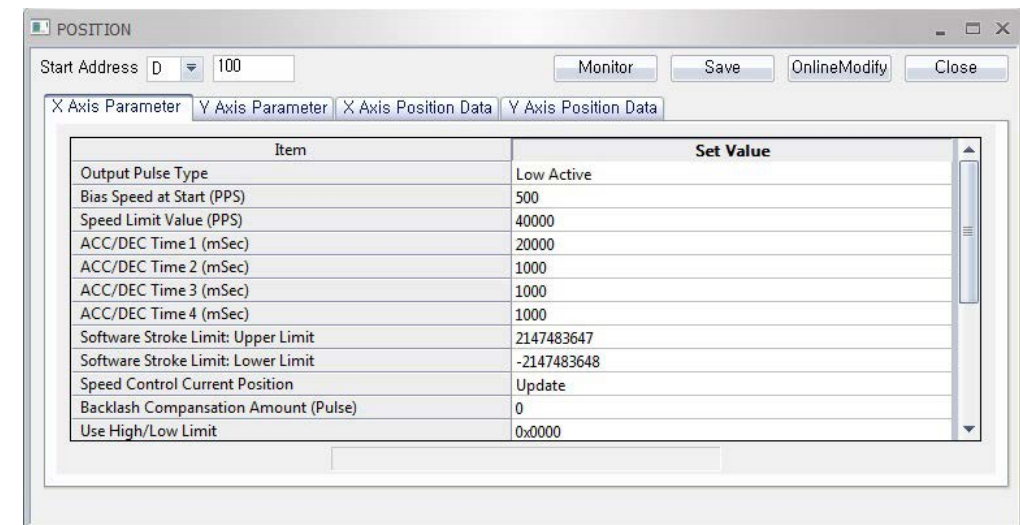 POSITION
Start Address D 100 Monitor Save OnlineModify Close
X Axis Parameter Y Axis Parameter X Axis Position Data Y Axis Position Data
Item Set Value
Output Pulse Type Low Active
Bias Speed at Start (PPS) 500
Speed Limit Value (PPS) 40000
ACC/DEC Time 1 (mSec) 20000
ACC/DEC Time 2 (mSec) 1000
ACC/DEC Time 3 (mSec) 1000
ACC/DEC Time 4 (mSec) 1000
Software Stroke Limit: Upper Limit 2147483647
Software Stroke Limit: Lower Limit -2147483648
Speed Control Current Position Update
Backlash Compansation Amount (Pulse) 0
Use High/Low Limit 0x0000